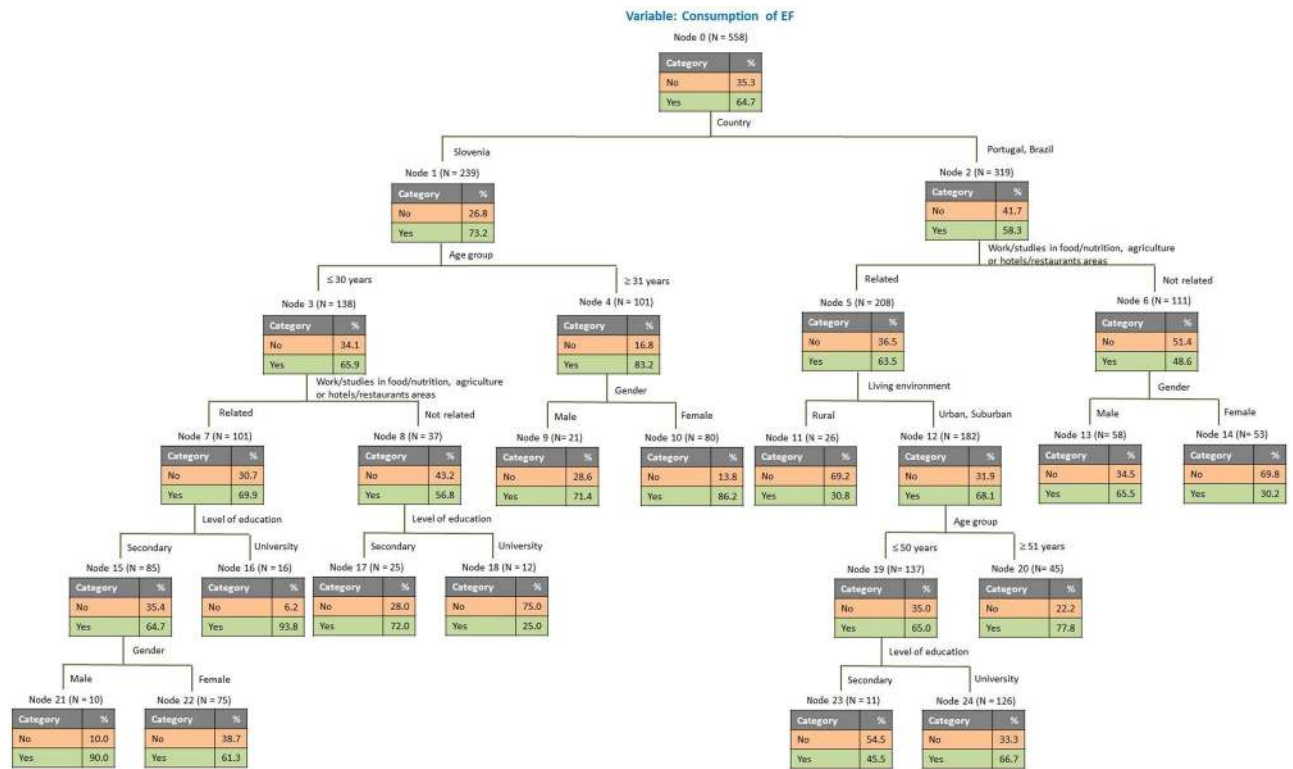 Variable: Consumption of EF
Node 0 (N = 558)
Category %
No 35.3
Yes 64.7
Country
Slovenia
Portugal, Brazil
Node 1 (N = 239)
Category %
No 26.8
Yes 73.2
Node 2 (N = 319)
Category %
No 41.7
Yes 58.3
Age group
Work/studies in food/nutrition, agriculture
or hotels/restaurants areas
≤ 30 years
≥ 31 years
Related
Not related
Node 3 (N = 138)
Category %
No 34.1
Yes 65.9
Node 4 (N = 101)
Category %
No 16.8
Yes 83.2
Node 5 (N = 208)
Category %
No 36.5
Yes 63.5
Node 6 (N = 111)
Category %
No 51.4
Yes 48.6
Work/studies in food/nutrition, agriculture
or hotels/restaurants areas
Gender
Living environment
Gender
Related
Not related
Male
Female
Rural
Urban, Suburban
Male
Female
Node 7 (N = 101)
Category %
No 30.7
Yes 69.9
Node 8 (N = 37)
Category %
No 43.2
Yes 56.8
Node 9 (N = 21)
Category %
No 28.6
Yes 71.4
Node 10 (N = 80)
Category %
No 13.8
Yes 86.2
Node 11 (N = 26)
Category %
No 69.2
Yes 30.8
Node 12 (N = 182)
Category %
No 31.9
Yes 68.1
Node 13 (N= 58)
Category %
No 34.5
Yes 65.5
Node 14 (N= 53)
Category %
No 69.8
Yes 30.2
Level of education
Level of education
Age group
Secondary
University
Secondary
University
≤ 50 years
≥ 51 years
Node 15 (N = 85)
Category %
No 35.4
Yes 64.7
Node 16 (N = 16)
Category %
No 6.2
Yes 93.8
Node 17 (N = 25)
Category %
No 28.0
Yes 72.0
Node 18 (N = 12)
Category %
No 75.0
Yes 25.0
Node 19 (N= 137)
Category %
No 35.0
Yes 65.0
Node 20 (N= 45)
Category %
No 22.2
Yes 77.8
Gender
Level of education
Male
Female
Secondary
University
Node 21 (N = 10)
Category %
No 10.0
Yes 90.0
Node 22 (N = 75)
Category %
No 38.7
Yes 61.3
Node 23 (N = 11)
Category %
No 54.5
Yes 45.5
Node 24 (N = 126)
Category %
No 33.3
Yes 66.7